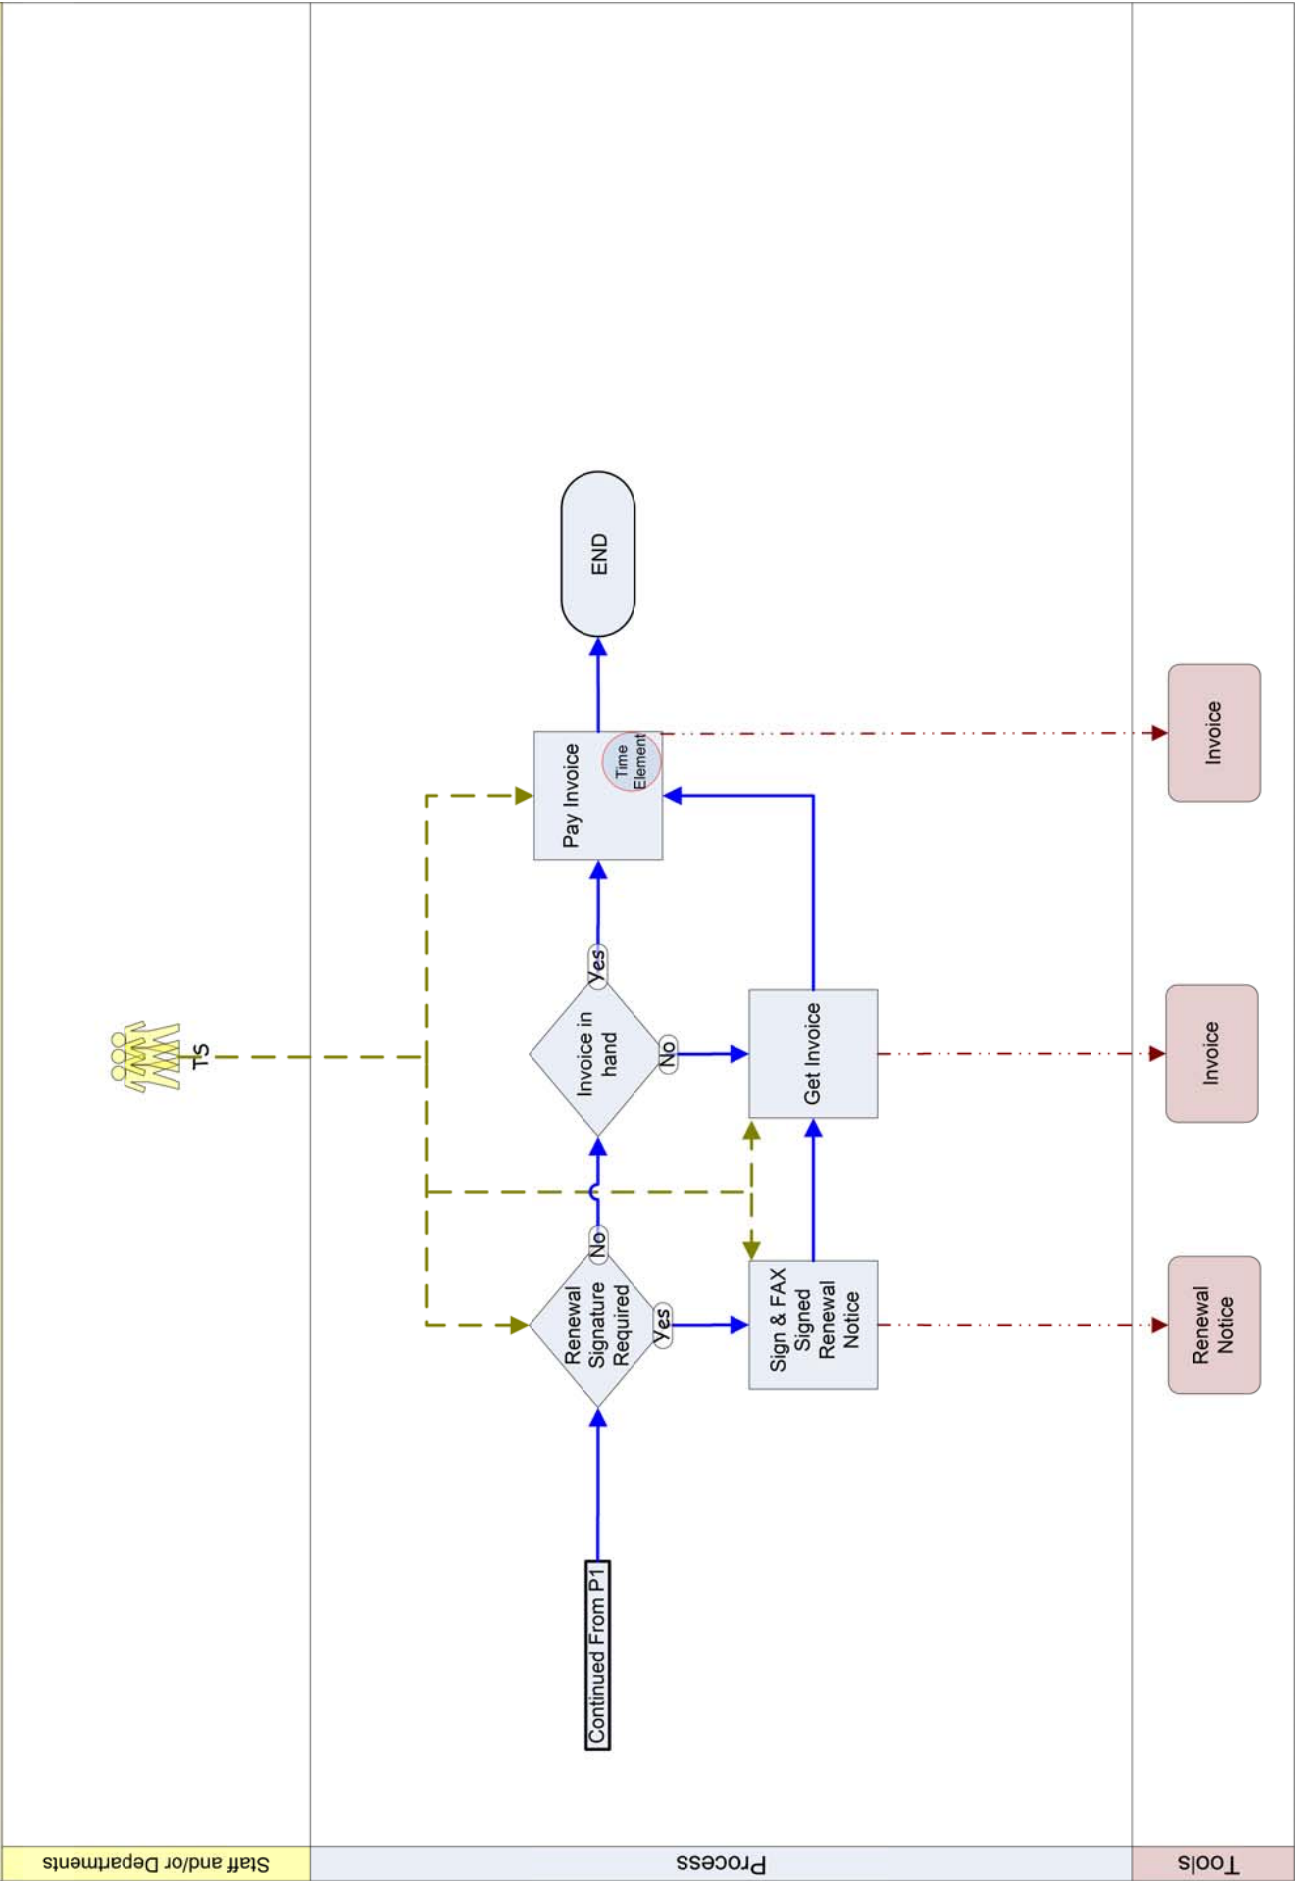 Staff and/or Departments
TS
Process
Continued From P1
Renewal
Signature
Required
No
Yes
Invoice in
hand
Yes
No
Pay Invoice
Time
Element
END
Sign & FAX
Signed
Renewal
Notice
Get Invoice
Tools
Renewal
Notice
Invoice
Invoice